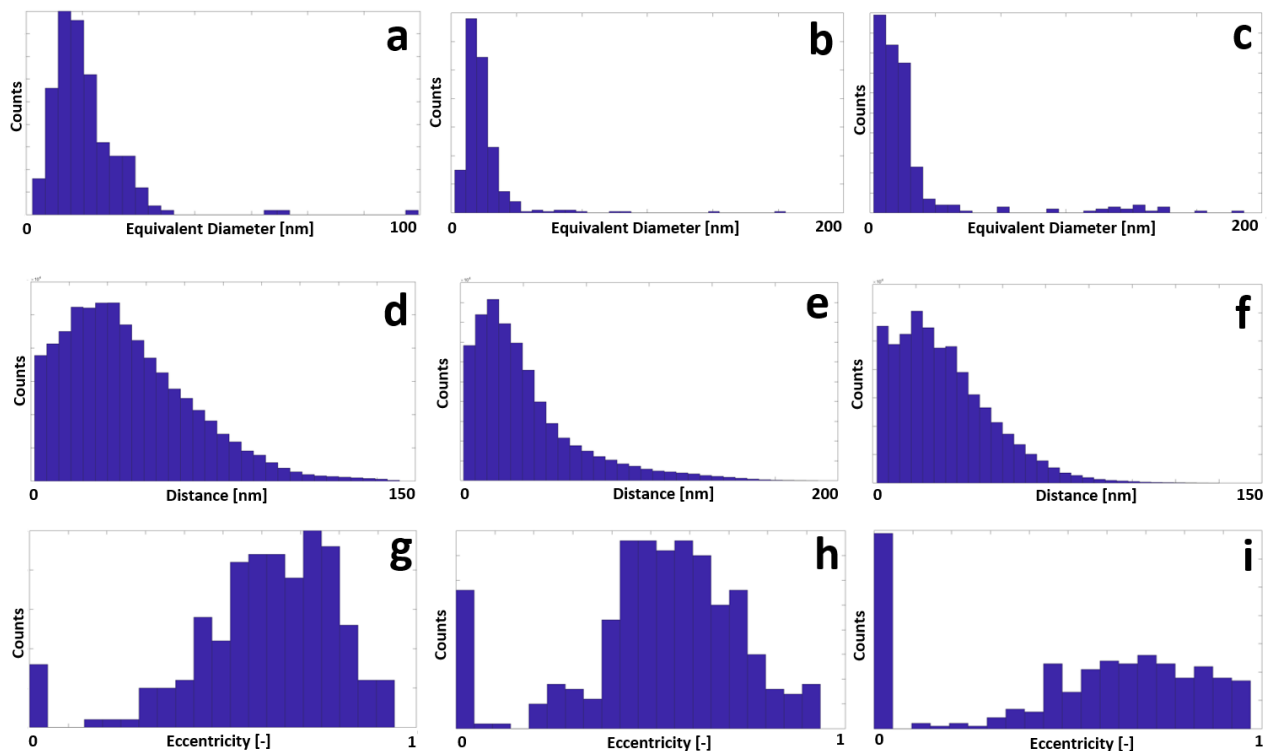 a
b
c
Counts
Counts
Counts
0
Equivalent Diameter [nm]
100
0
Equivalent Diameter [nm]
200
0
Equivalent Diameter [nm]
200
d
e
f
Counts
Counts
Counts
0
Distance [nm]
150
0
Distance [nm]
200
0
Distance [nm]
150
g
h
i
Counts
Counts
Counts
0
Eccentricity [-]
1
0
Eccentricity [-]
1
0
Eccentricity [-]
1